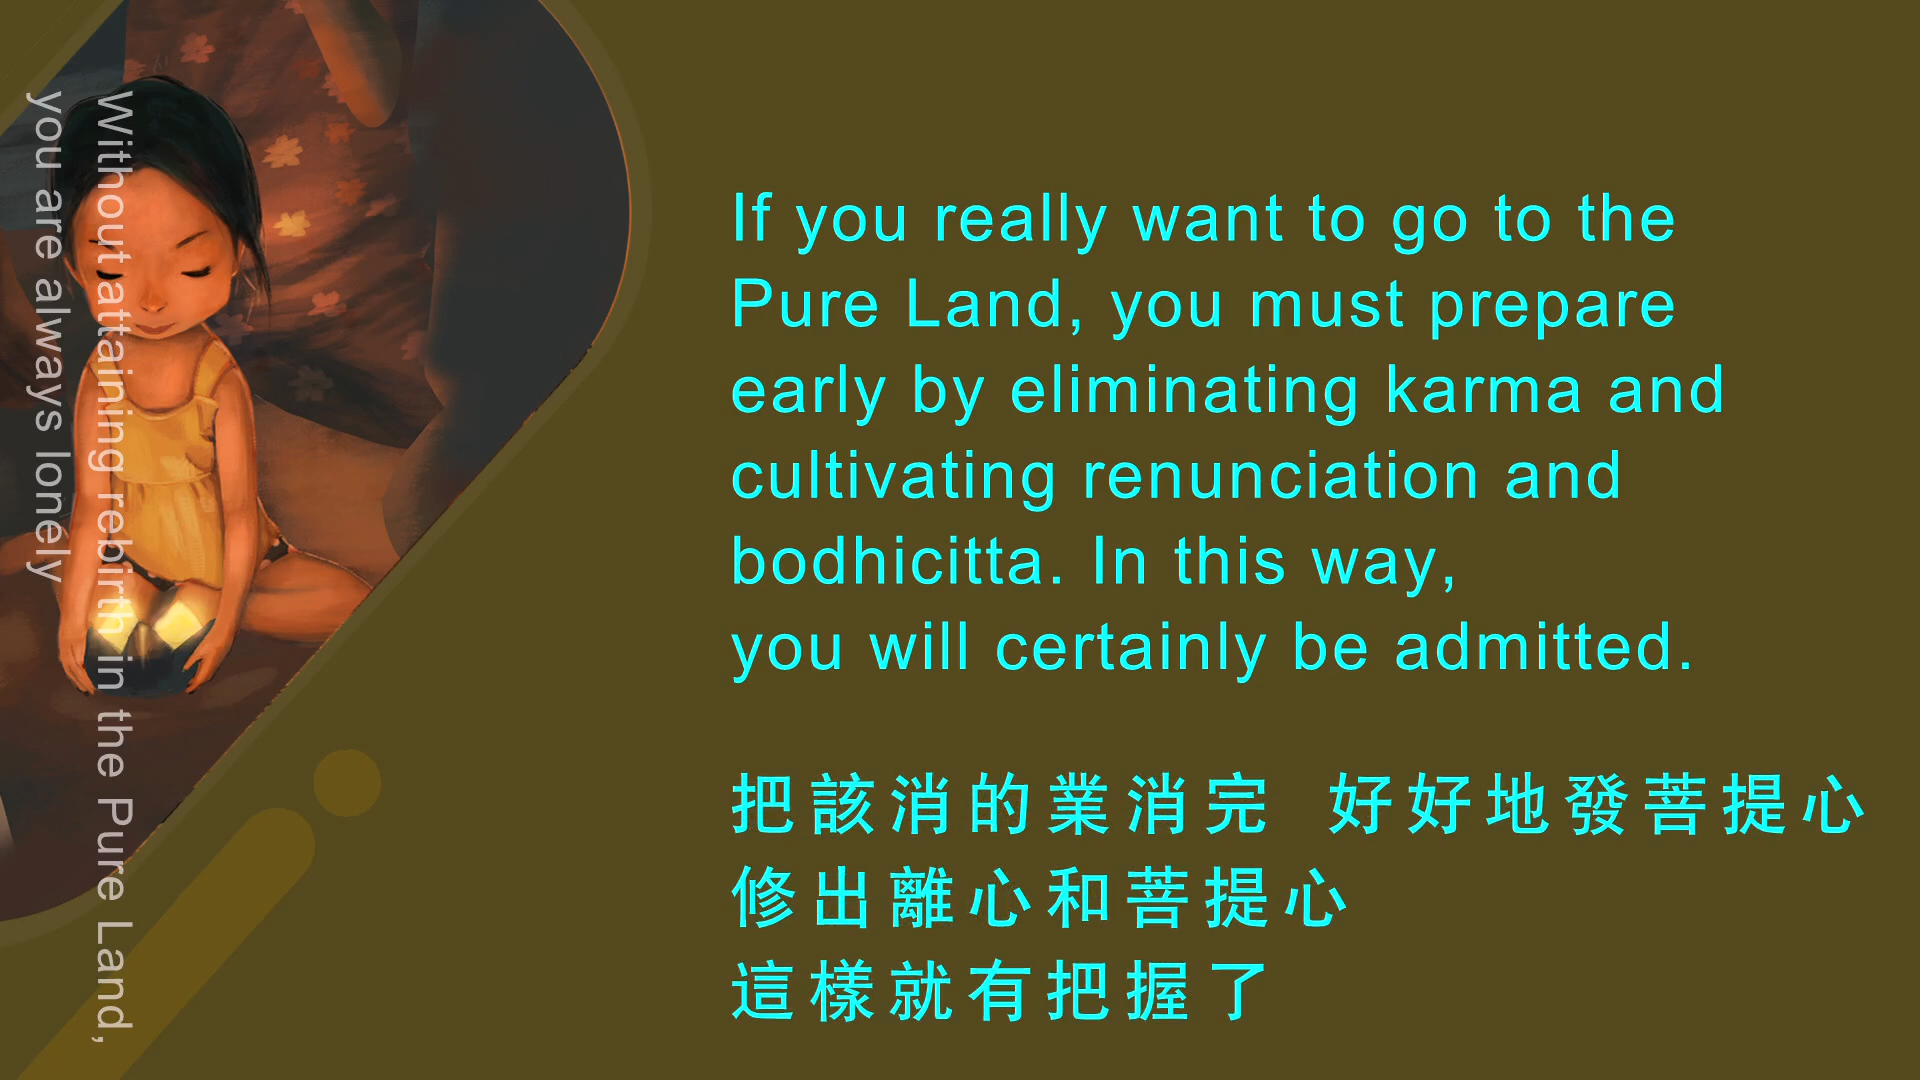 Without attaining rebirth in the Pure Land,
you are always lonely
If you really want to go to the
Pure Land, you must prepare
early by eliminating karma and
cultivating renunciation and
bodhicitta. In this way,
you will certainly be admitted.
把該消的業消完 好好地發菩提心
修出離心和菩提心
這樣就有把握了